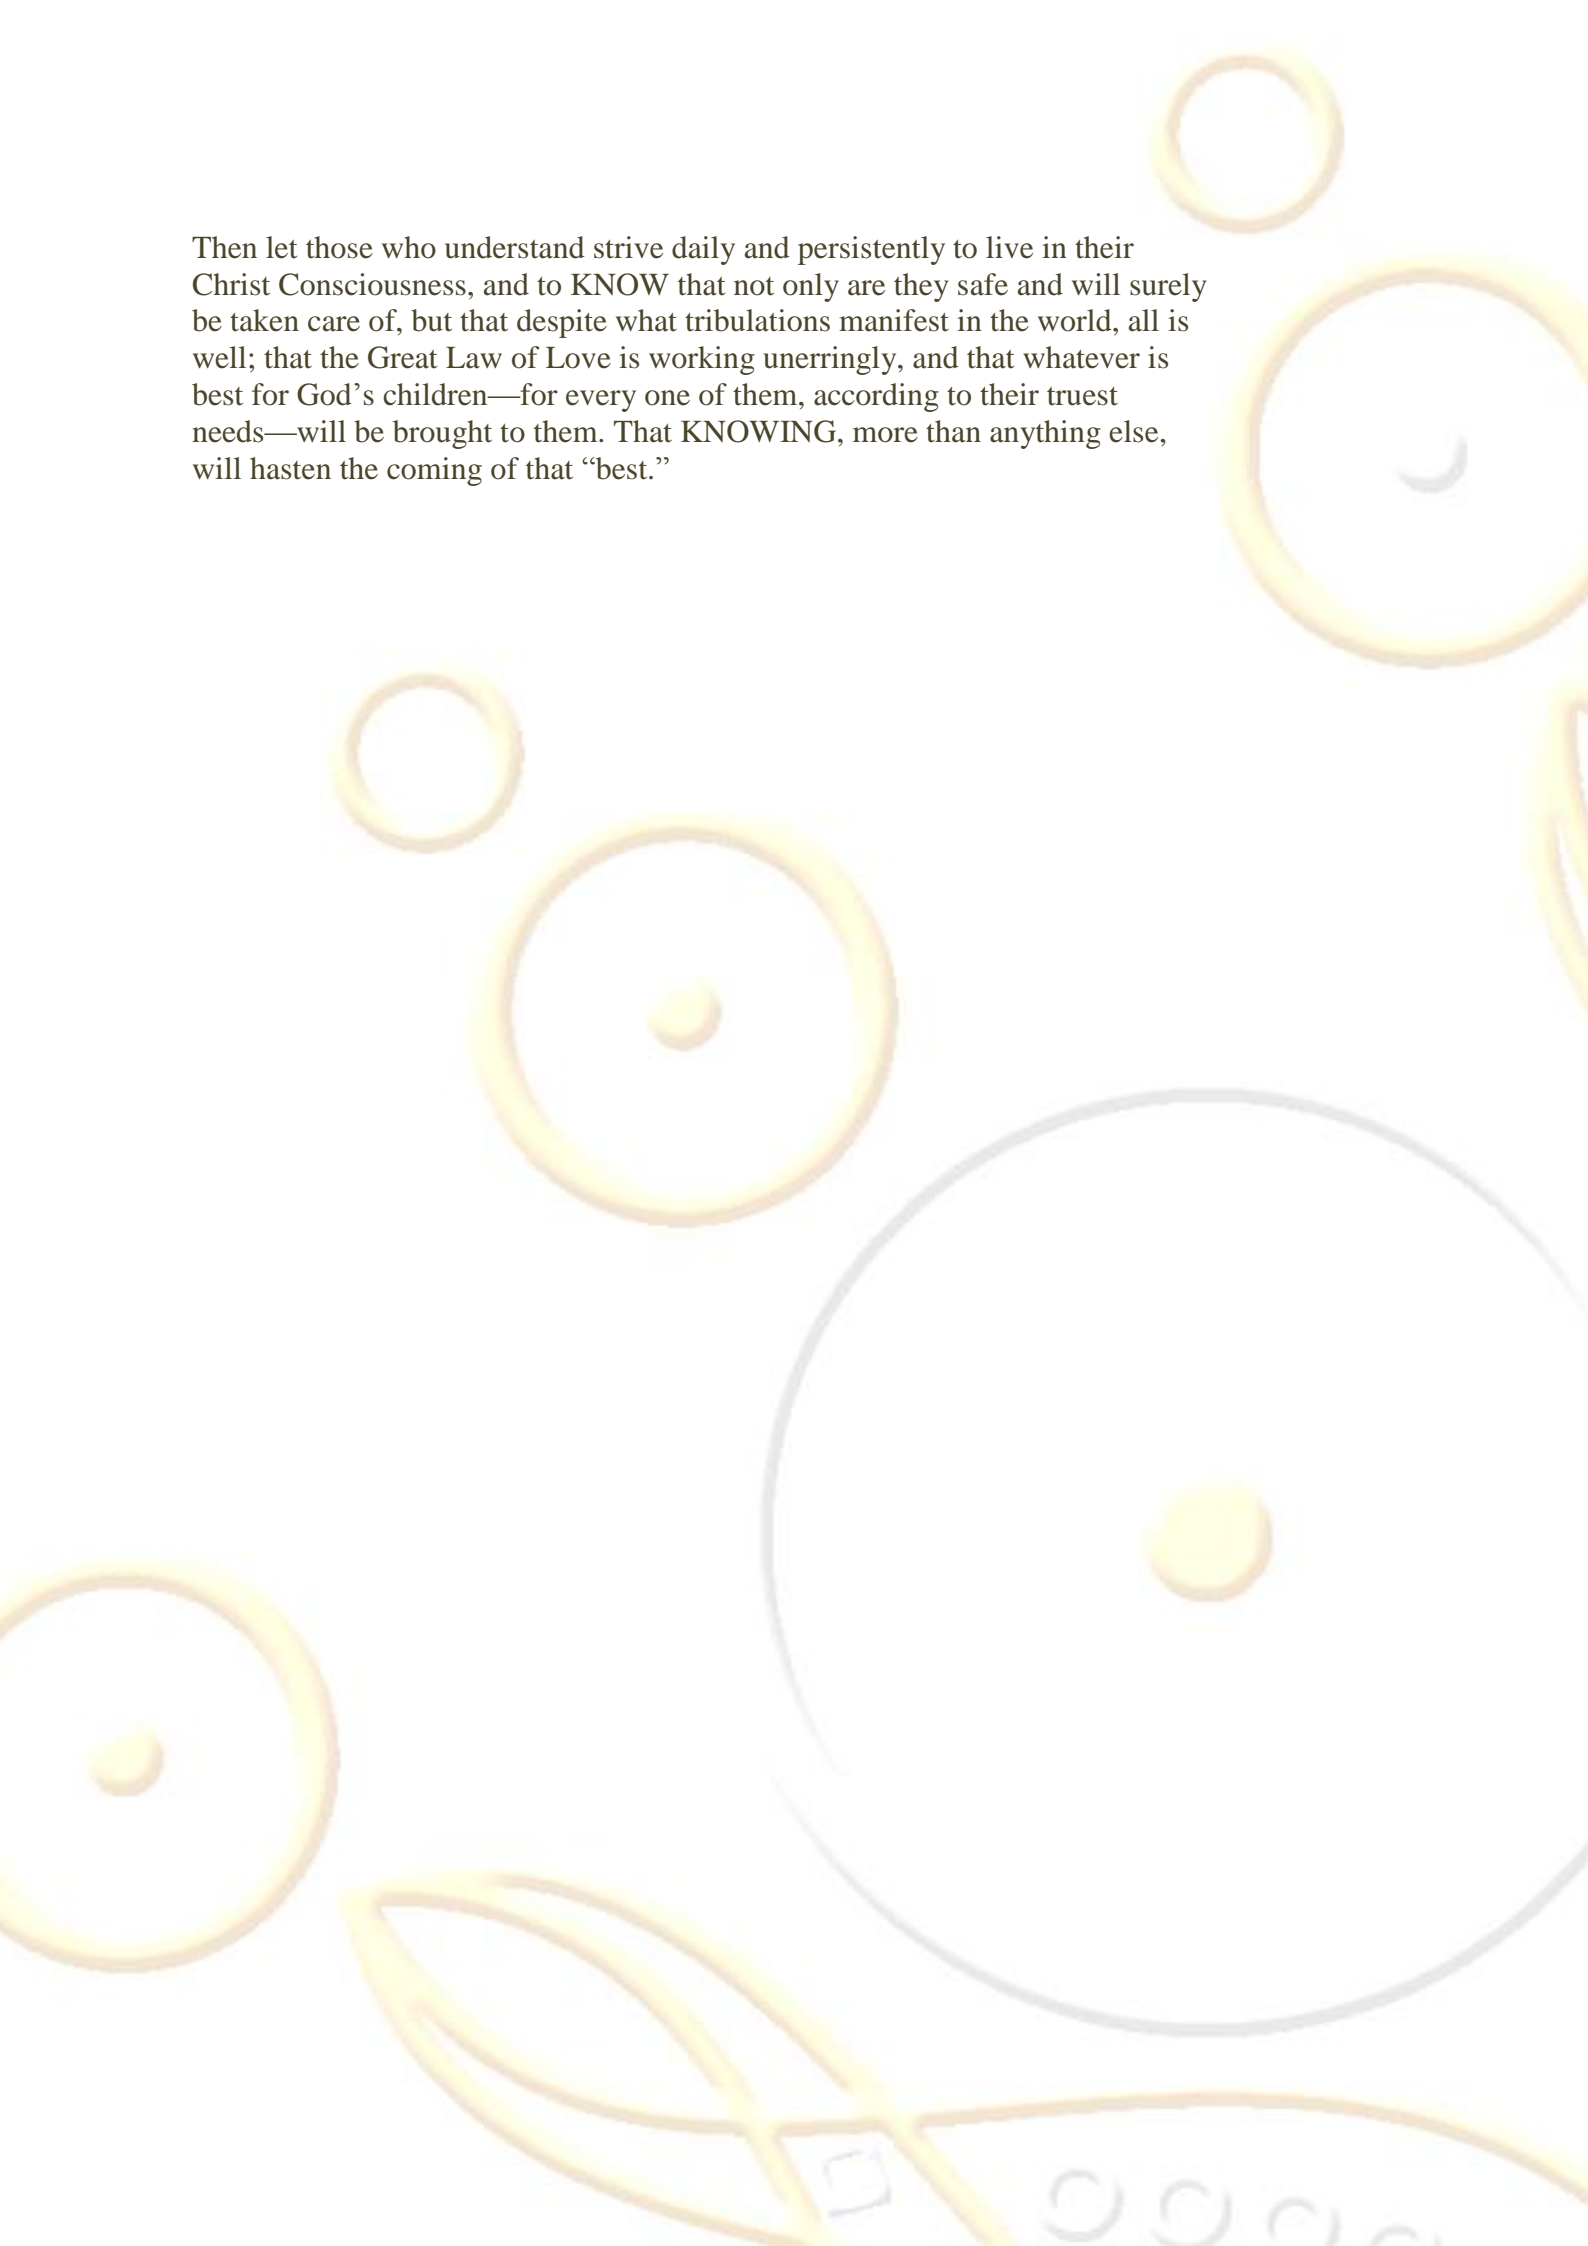 Then let those who understand strive daily and persistently to live in their
Christ Consciousness, and to KNOW that not only are they safe and will surely
be taken care of, but that despite what tribulations manifest in the world, all is
well; that the Great Law of Love is working unerringly, and that whatever is
best for God’s children—for every one of them, according to their truest
needs—will be brought to them. That KNOWING, more than anything else,
will hasten the coming of that “best.”